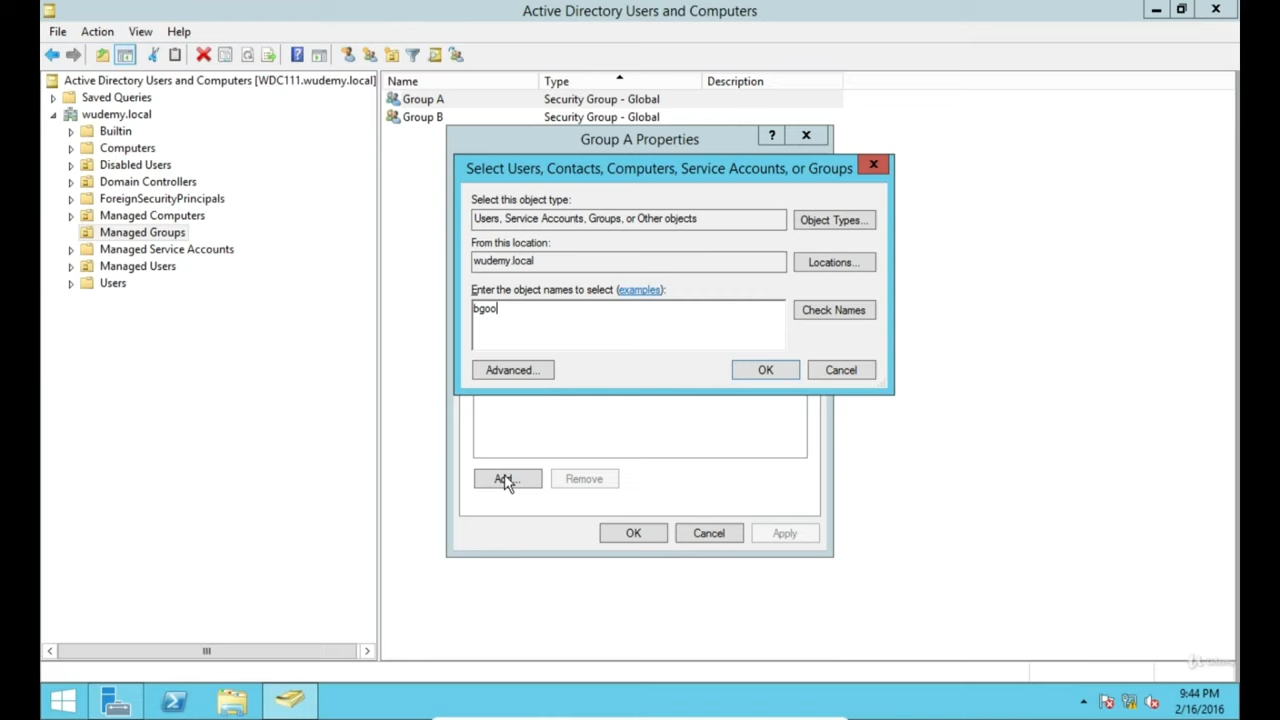 Active Directory Users and Computers
File Action View Help
Active Directory Users and Computers [WDC111.wudemy.local]
Saved Queries
wudemy.local
Builtin
Computers
Disabled Users
Domain Controllers
ForeignSecurityPrincipals
Managed Computers
Managed Groups
Managed Service Accounts
Managed Users
Users
Name Type Description
Group A Security Group - Global
Group B Security Group - Global
Group A Properties
Select Users, Contacts, Computers, Service Accounts, or Groups
Select this object type:
Users, Service Accounts, Groups, or Other objects
Object Types...
From this location:
wudemy.local
Locations...
Enter the object names to select (examples):
bgoo
Check Names
Advanced...
OK
Cancel
Add...
Remove
OK
Cancel
Apply
9:44 PM
2/16/2016